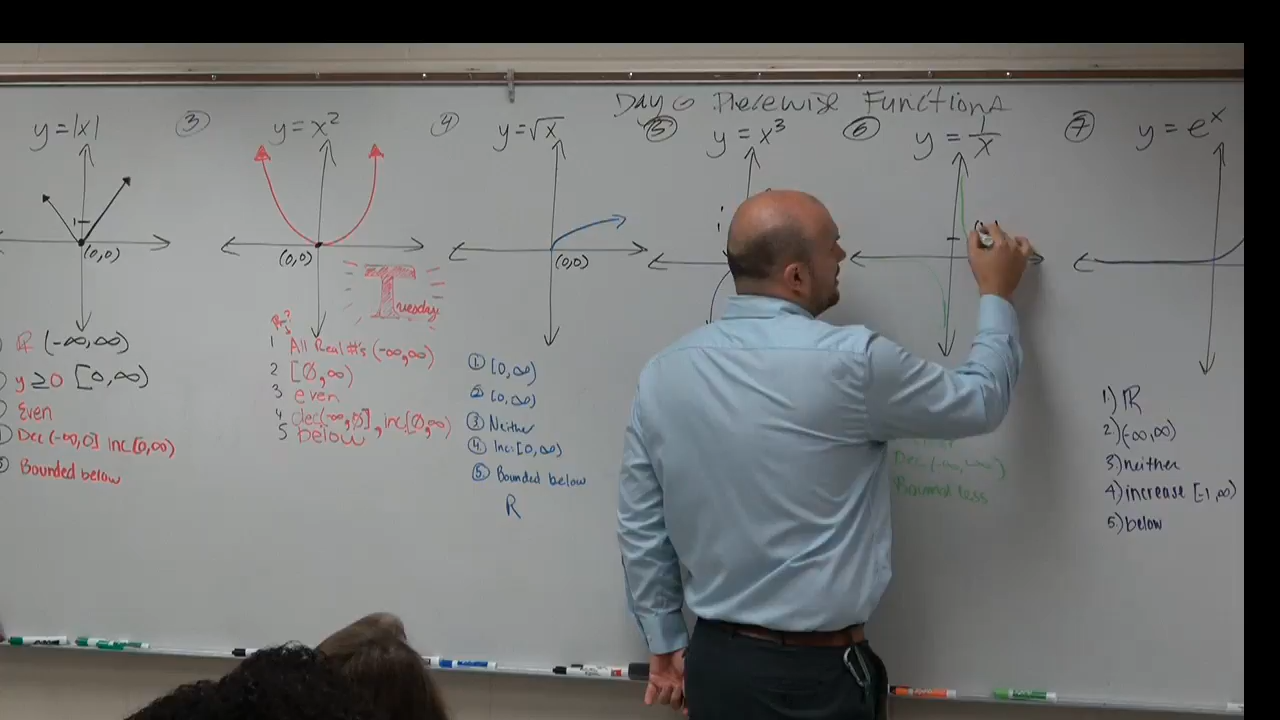 Day 6 Piecewise Functions
y=|x|
1
(0,0)
R (-∞,∞)
y≥0 [0,∞)
Even
Dec (-∞,0] Inc [0,∞)
Bounded below
③
y=x²
(0,0)
Tuesday
1 All Real #'s (-∞,∞)
2 [0,∞)
3 even
4 dec(-∞,0], inc[0,∞)
5 below
④
y=√x
(0,0)
① [0,∞)
② [0,∞)
③ Neither
④ Inc: [0,∞)
⑤ Bounded below
R
⑤
y=x³
⑥
y=1/x
Dec (-∞,∞)
Boundless
⑦
y=eˣ
1.) R
2.) (-∞,∞)
3) neither
4) increase [-1,∞)
5) below